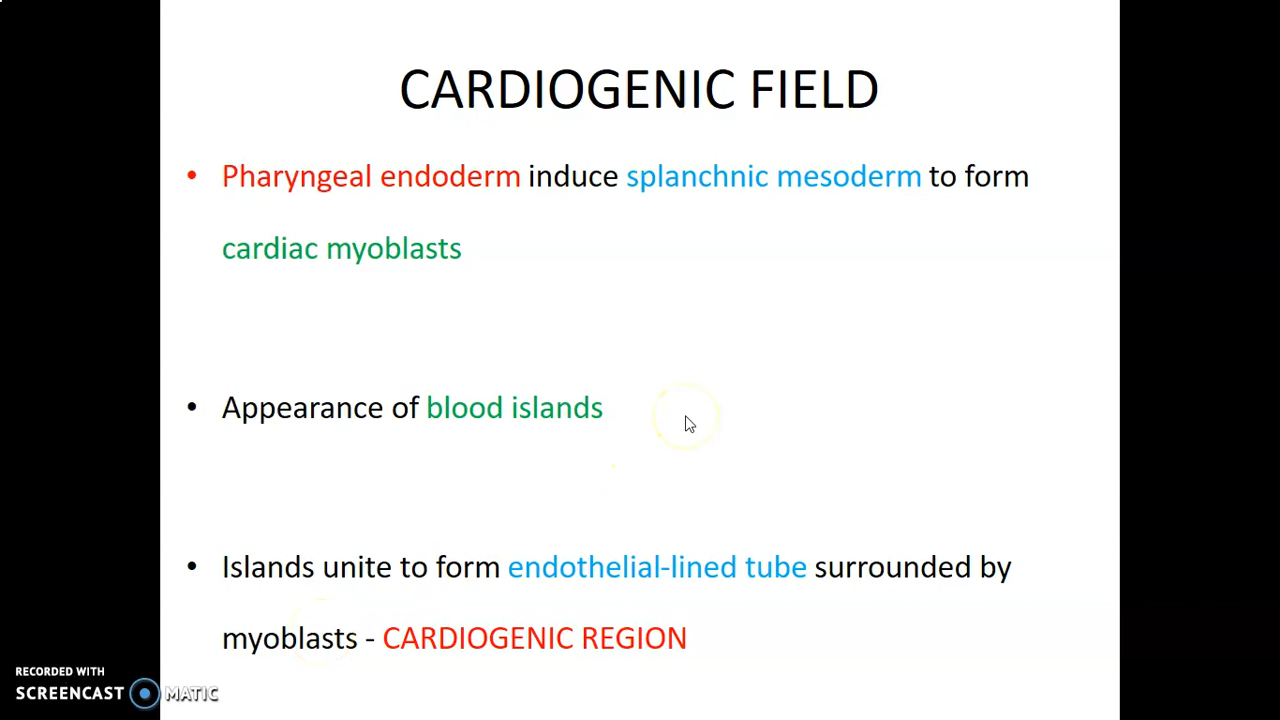 CARDIOGENIC FIELD
• Pharyngeal endoderm induce splanchnic mesoderm to form
cardiac myoblasts
• Appearance of blood islands
• Islands unite to form endothelial-lined tube surrounded by
myoblasts - CARDIOGENIC REGION
RECORDED WITH
SCREENCAST MATIC